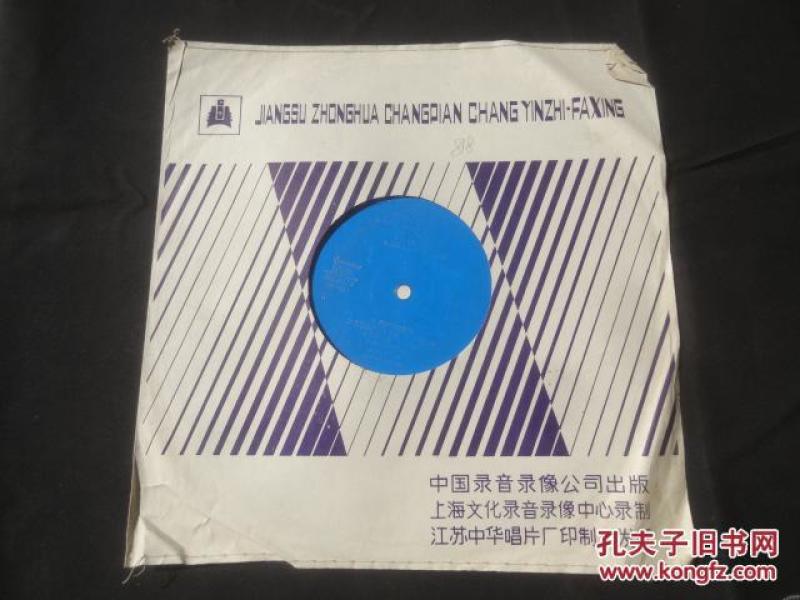 JIANGSU ZHONGHUA CHANGPIAN CHANG YINZHI-FAXING
818
中国录音录像公司出版
上海文化录音录像中心录制
江苏中华唱片厂印制
孔夫子旧书网
www.kongfz.com